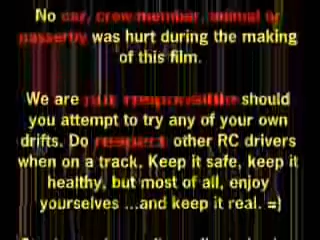 No car, crew member, animal or
passerby was hurt during the making
of this film.
We are not responsible should
you attempt to try any of your own
drifts. Do respect other RC drivers
when on a track. Keep it safe, keep it
healthy, but most of all, enjoy
yourselves ...and keep it real. =)